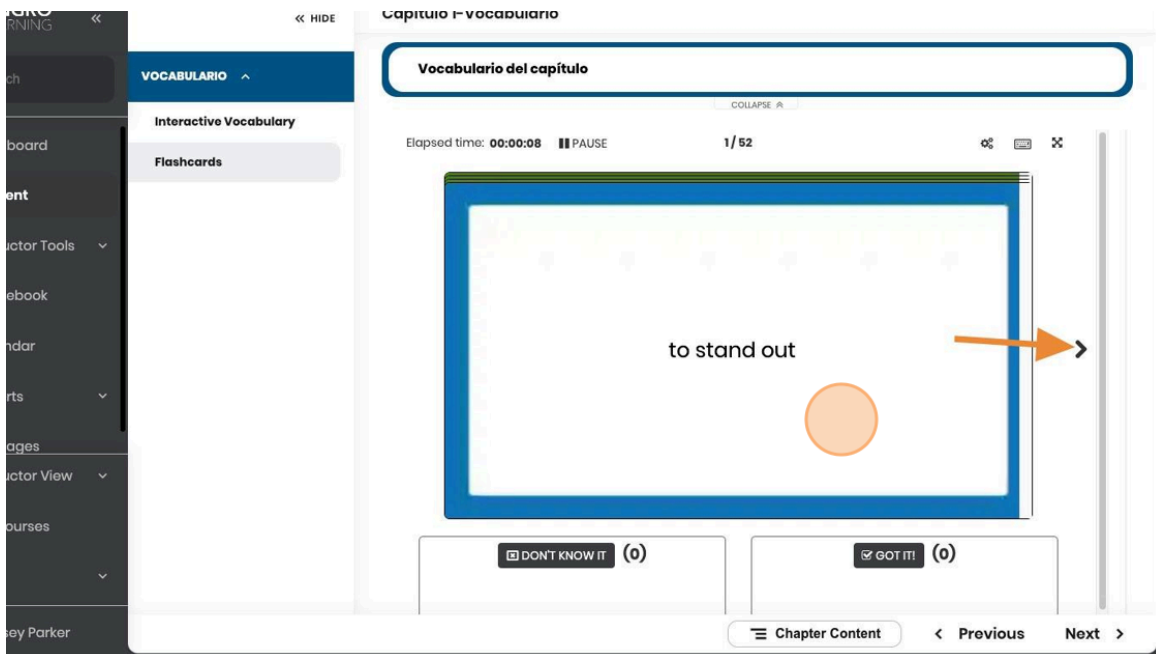 RNING «
« HIDE
Capítulo 1-Vocabulario
ch
VOCABULARIO
Vocabulario del capítulo
COLLAPSE
Interactive Vocabulary
Flashcards
Elapsed time: 00:00:08 PAUSE 1/52
board
ent
uctor Tools
ebook
ndar
rts
ages
uctor View
ourses
sey Parker
to stand out
DON'T KNOW IT (0)
GOT IT! (0)
Chapter Content < Previous Next >